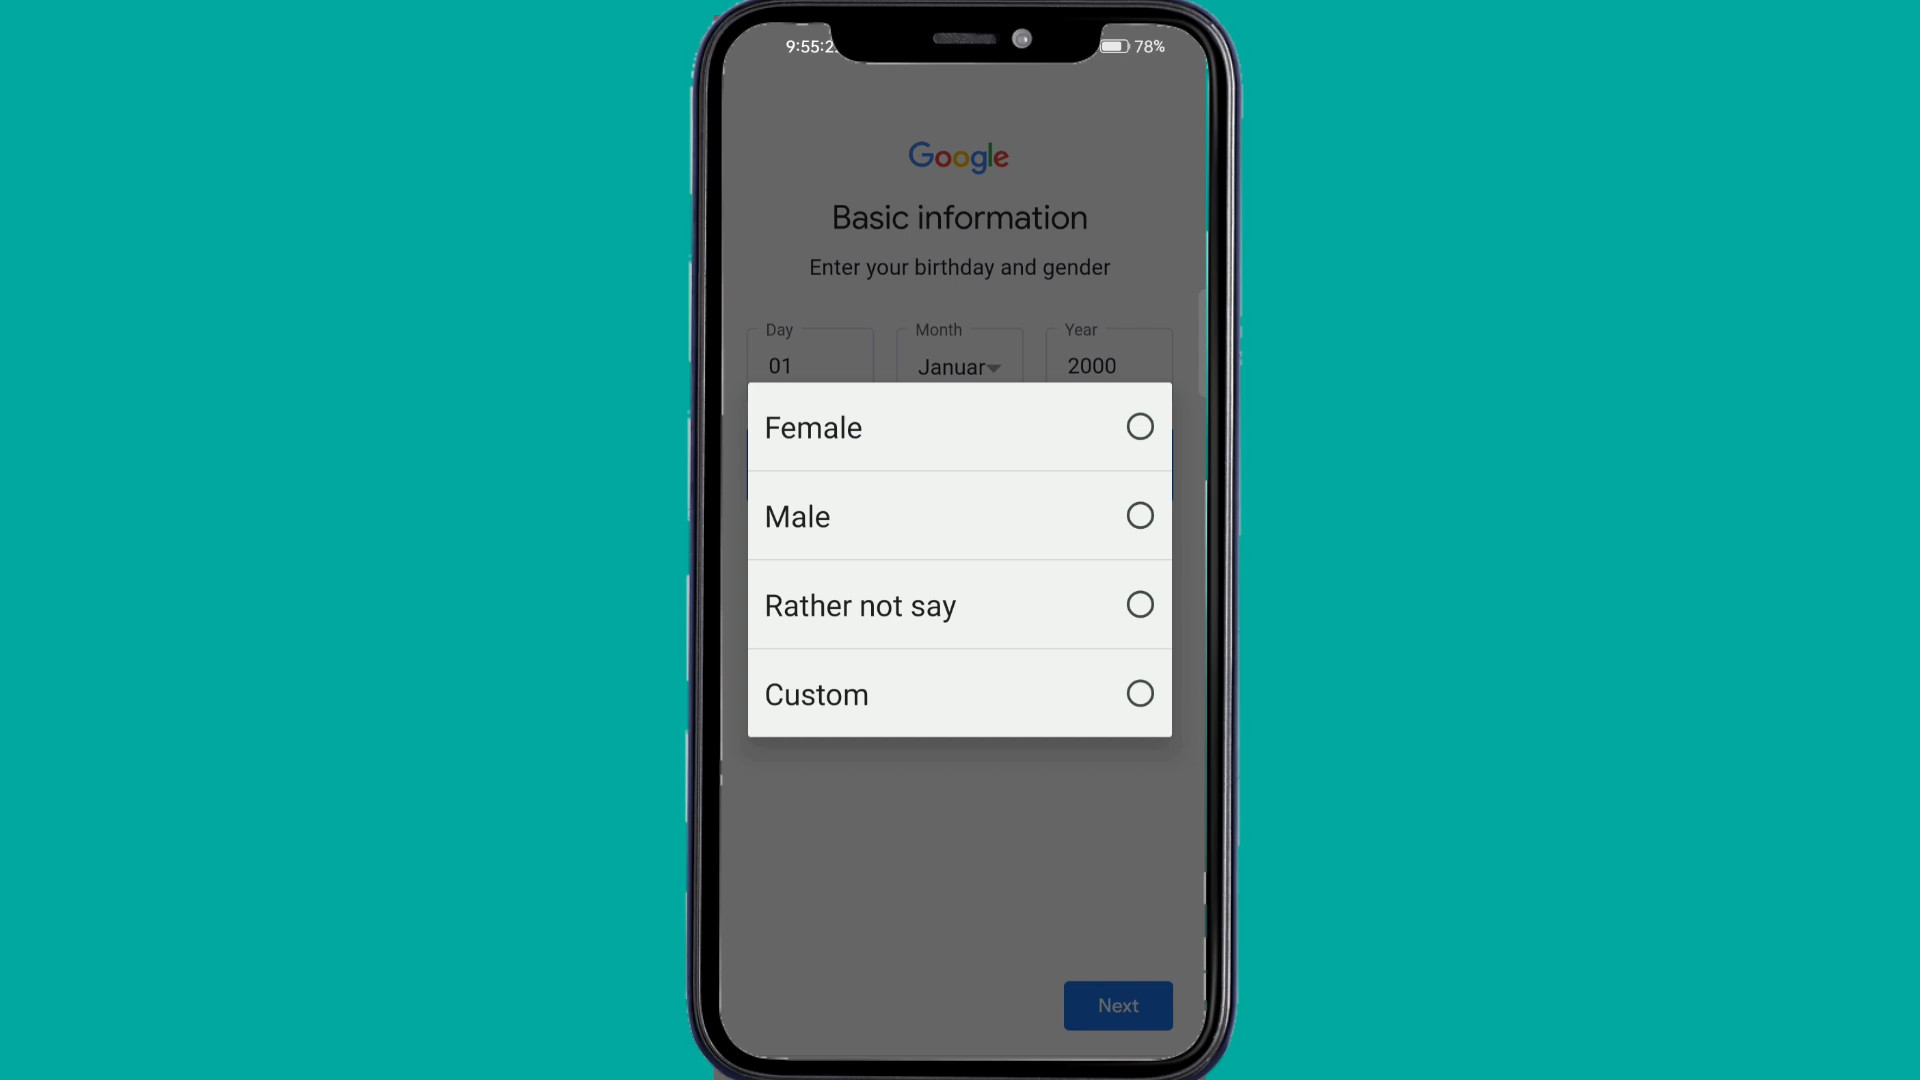 9:55:2
78%
Google
Basic information
Enter your birthday and gender
Day
Month
Year
01
Januar
2000
Female
Male
Rather not say
Custom
Next